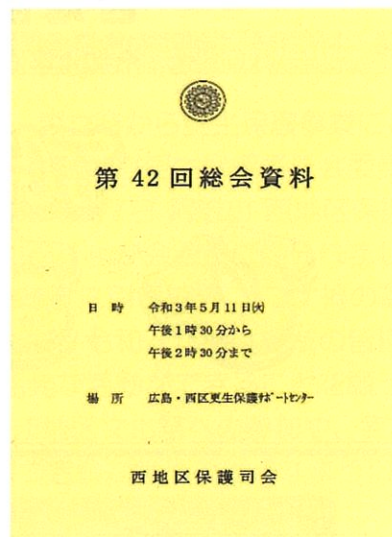 第 42 回総会資料
日 時 令和3年5月11日㈫
午後1時30分から
午後2時30分まで
場 所 広島・西区更生保護ｻﾎﾟｰﾄｾﾝﾀｰ
西地区保護司会